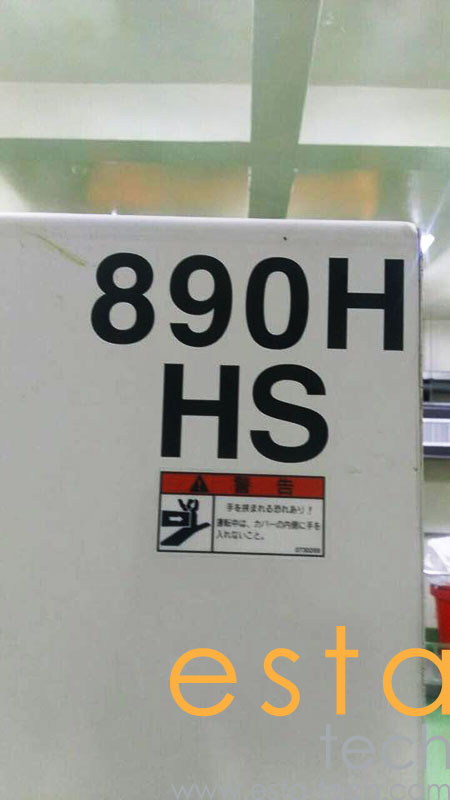 890H
HS
警告
手を挟まれる恐れあり!
運転中は、カバーの内側に手を
入れないこと。
esta
tech